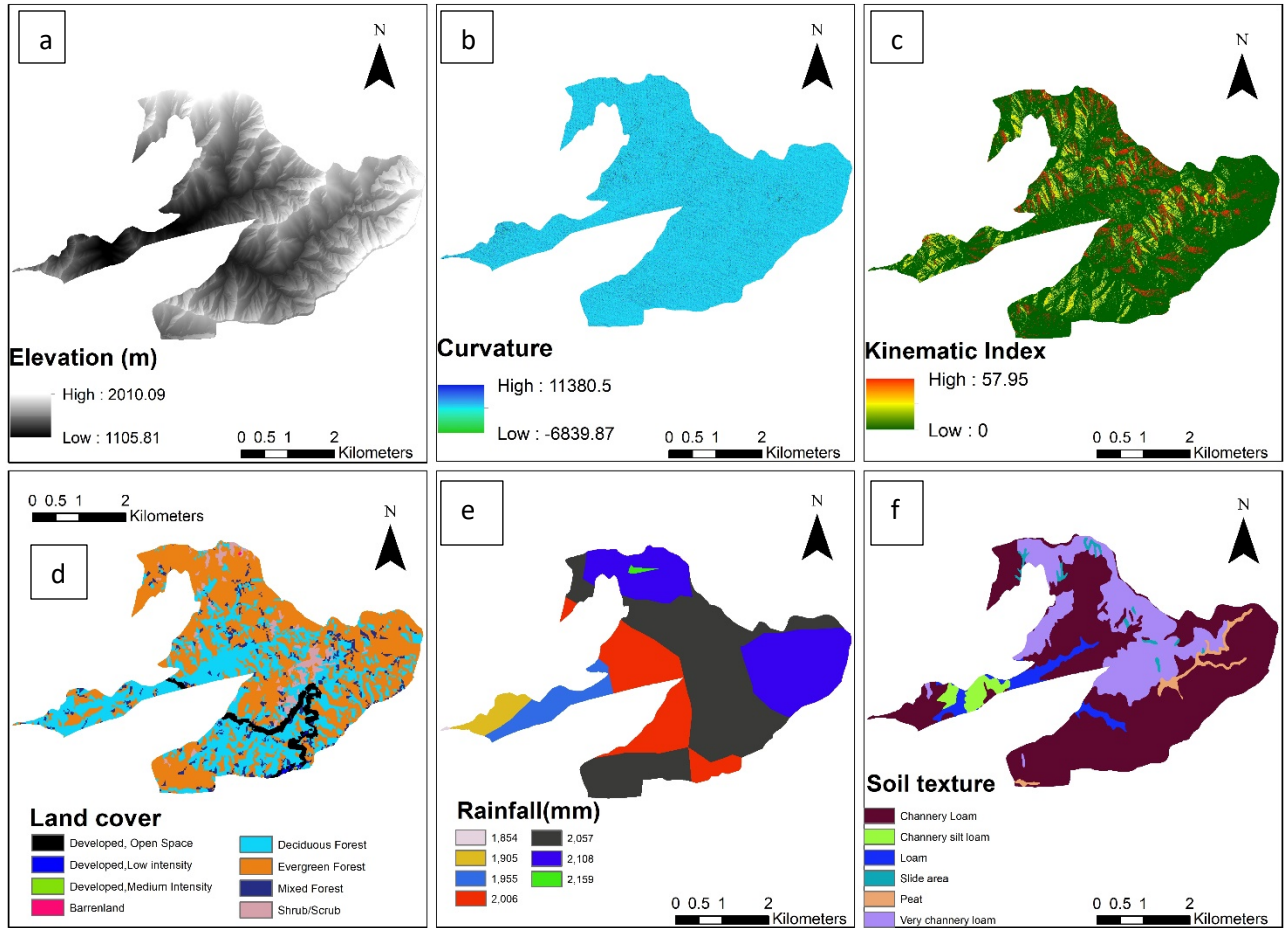 a
N
Elevation (m)
High : 2010.09
Low : 1105.81
0 0.5 1 2
Kilometers
b
N
Curvature
High : 11380.5
Low : -6839.87
0 0.5 1 2
Kilometers
c
N
Kinematic Index
High : 57.95
Low : 0
0 0.5 1 2
Kilometers
0 0.5 1 2
Kilometers
N
d
Land cover
Developed, Open Space
Developed,Low intensity
Developed,Medium Intensity
Barrenland
Deciduous Forest
Evergreen Forest
Mixed Forest
Shrub/Scrub
e
N
Rainfall(mm)
1,854
1,905
1,955
2,006
2,057
2,108
2,159
0 0.5 1 2
Kilometers
f
N
Soil texture
Channery Loam
Channery silt loam
Loam
Slide area
Peat
Very channery loam
0 0.5 1 2
Kilometers